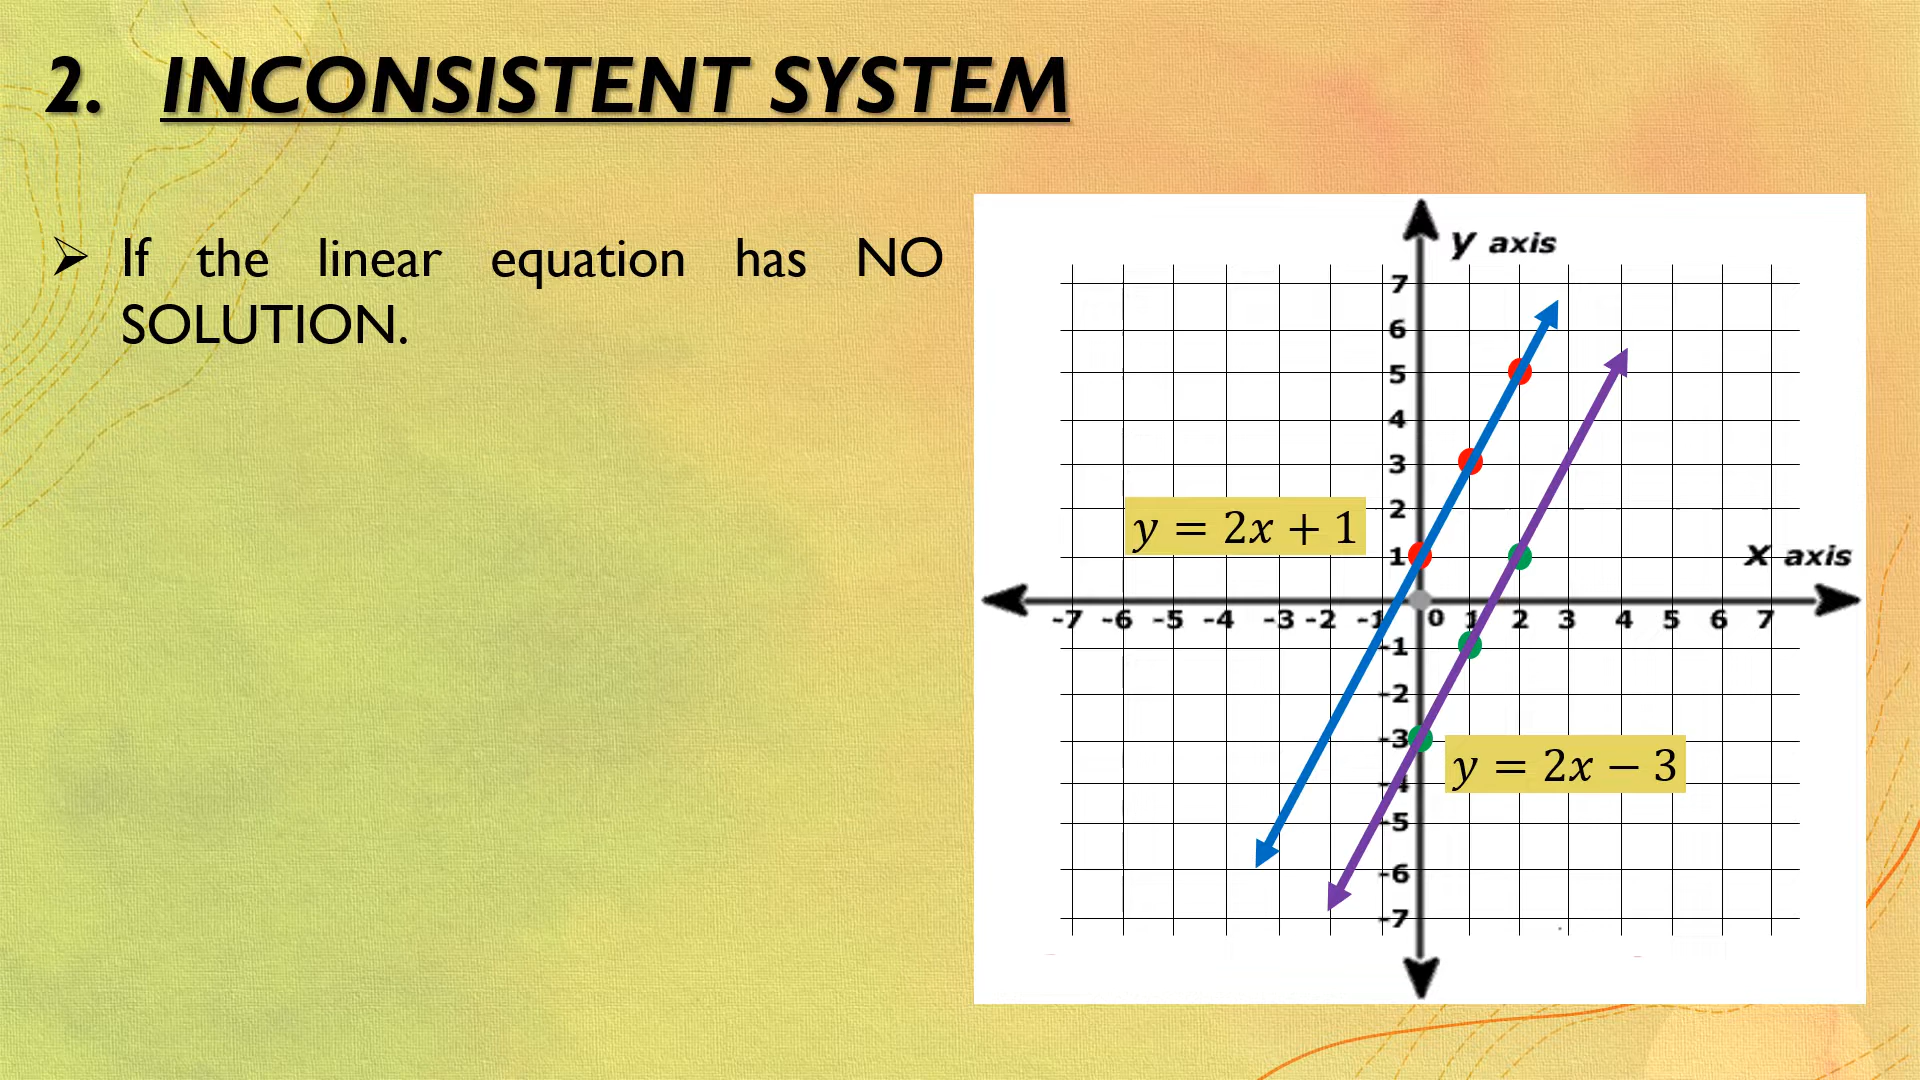 2. INCONSISTENT SYSTEM
➢ If the linear equation has NO
SOLUTION.
y axis
7
6
5
4
3
2
1
y = 2x + 1
x axis
-7 -6 -5 -4 -3 -2 -1 0 1 2 3 4 5 6 7
-1
-2
-3
y = 2x − 3
-4
-5
-6
-7